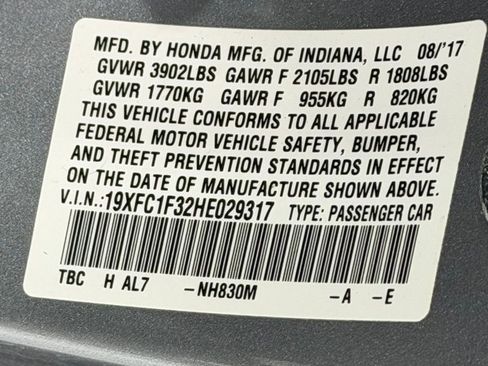 MFD. BY HONDA MFG. OF INDIANA, LLC 08/'17
GVWR 3902LBS GAWR F 2105LBS R 1808LBS
GVWR 1770KG GAWR F 955KG R 820KG
THIS VEHICLE CONFORMS TO ALL APPLICABLE
FEDERAL MOTOR VEHICLE SAFETY, BUMPER,
AND THEFT PREVENTION STANDARDS IN EFFECT
ON THE DATE OF MANUFACTURE SHOWN ABOVE.
V.I.N.:19XFC1F32HE029317 TYPE: PASSENGER CAR
TBC H AL7 -NH830M -A -E